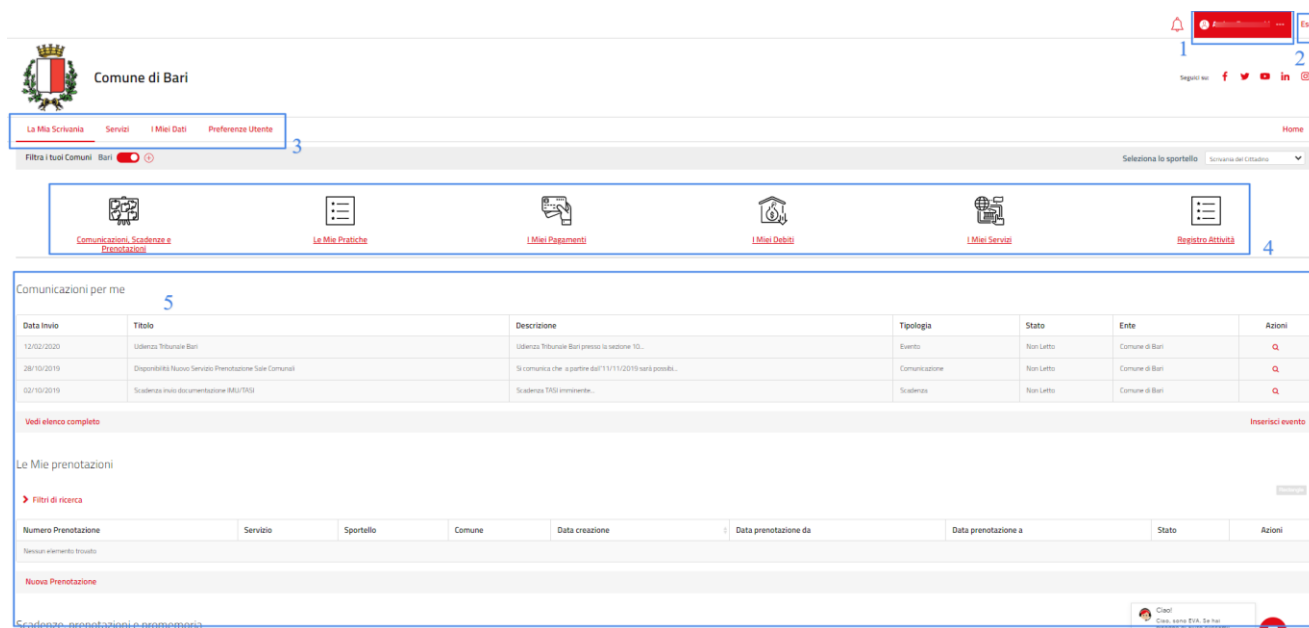 1
Es
2
Comune di Bari
Seguici su:
La Mia Scrivania Servizi I Miei Dati Preferenze Utente
3
Home
Filtra i tuoi Comuni Bari
Seleziona lo sportello Scrivania del Cittadino
Comunicazioni, Scadenze e
Prenotazioni
Le Mie Pratiche
I Miei Pagamenti
I Miei Debiti
I Miei Servizi
Registro Attività
4
Comunicazioni per me
5
Data Invio Titolo Descrizione Tipologia Stato Ente Azioni
12/02/2020 Udienza Tribunale Bari Udienza Tribunale Bari presso la sezione 10... Evento Non Letto Comune di Bari
28/10/2019 Disponibilità Nuovo Servizio Prenotazione Sale Comunali Si comunica che a partire dall'11/11/2019 sarà possibi... Comunicazione Non Letto Comune di Bari
02/10/2019 Scadenza invio documentazione IMU/TASI Scadenza TASI imminente... Scadenza Non Letto Comune di Bari
Vedi elenco completo Inserisci evento
Le Mie prenotazioni
Filtri di ricerca
Numero Prenotazione Servizio Sportello Comune Data creazione Data prenotazione da Data prenotazione a Stato Azioni
Nessun elemento trovato
Nuova Prenotazione
Scadenze, prenotazioni e promemoria
Ciao!
Ciao, sono EVA. Se hai